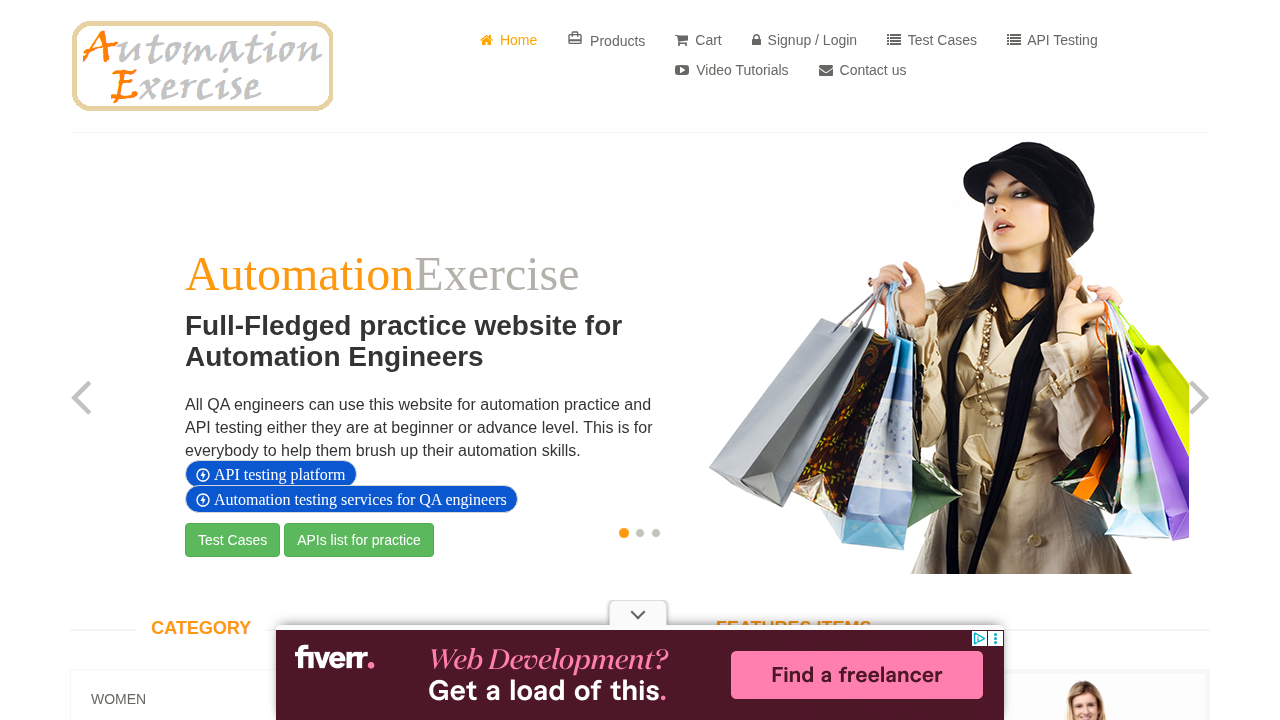 Automation
Exercise
Home
Products
Cart
Signup / Login
Test Cases
API Testing
Video Tutorials
Contact us
AutomationExercise
Full-Fledged practice website for
Automation Engineers
All QA engineers can use this website for automation practice and
API testing either they are at beginner or advance level. This is for
everybody to help them brush up their automation skills.
API testing platform
Automation testing services for QA engineers
Test Cases
APIs list for practice
CATEGORY
FEATURES ITEMS
WOMEN
fiverr.
Web Development?
Get a load of this.
Find a freelancer